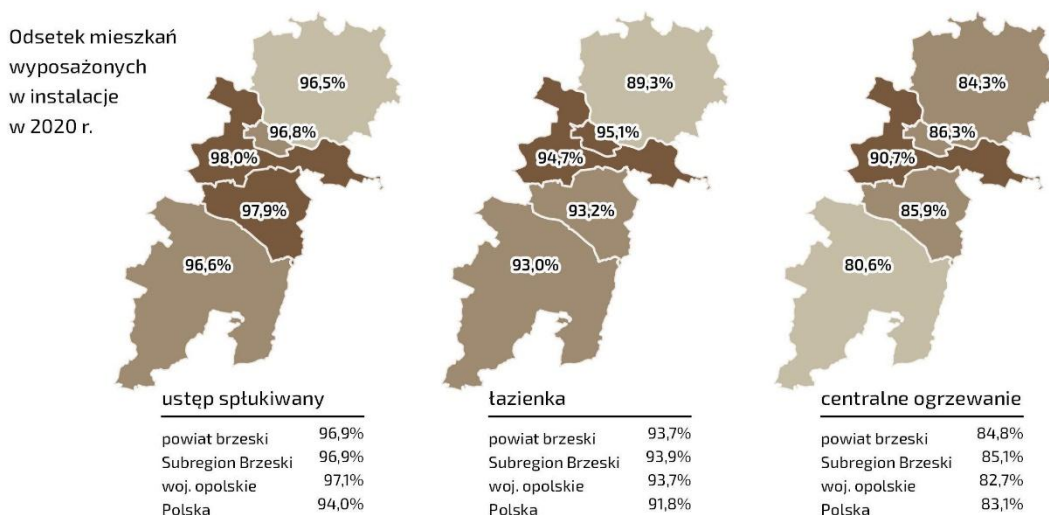 Odsetek mieszkań
wyposażonych
w instalacje
w 2020 r.
96,5%
96,8%
98,0%
97,9%
96,6%
ustęp spłukiwany
powiat brzeski 96,9%
Subregion Brzeski 96,9%
woj. opolskie 97,1%
Polska 94,0%
89,3%
95,1%
94,7%
93,2%
93,0%
łazienka
powiat brzeski 93,7%
Subregion Brzeski 93,9%
woj. opolskie 93,7%
Polska 91,8%
84,3%
86,3%
90,7%
85,9%
80,6%
centralne ogrzewanie
powiat brzeski 84,8%
Subregion Brzeski 85,1%
woj. opolskie 82,7%
Polska 83,1%